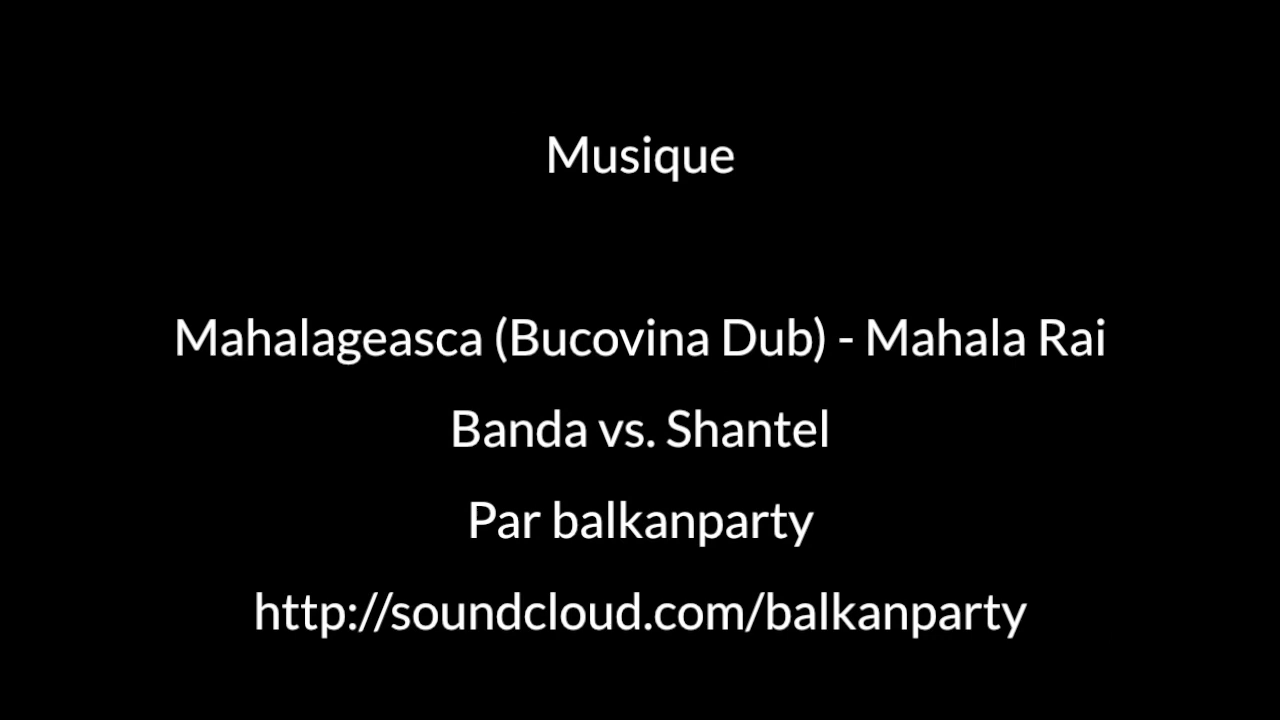 Musique
Mahalageasca (Bucovina Dub) - Mahala Rai
Banda vs. Shantel
Par balkanparty
http://soundcloud.com/balkanparty